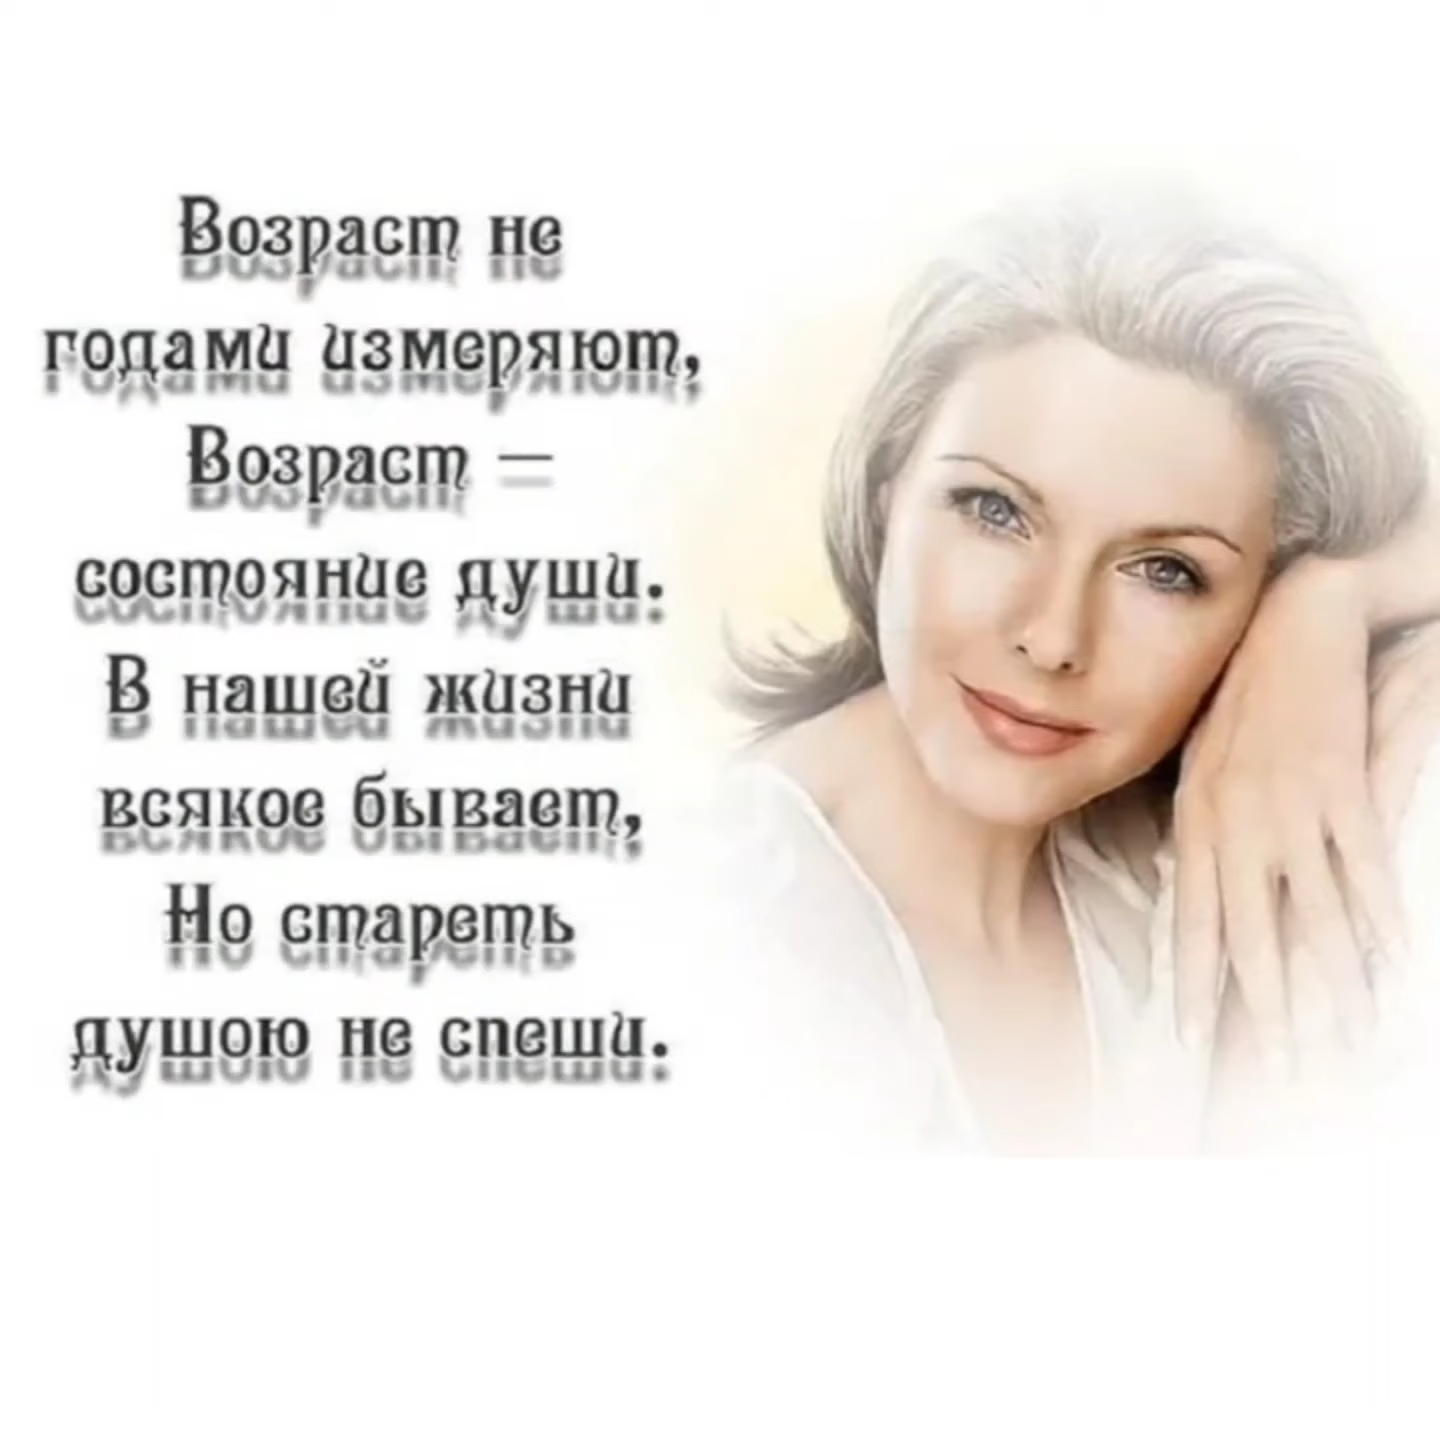 Возраст не
годами измеряют,
Возраст –
состояние души.
В нашей жизни
всякое бывает,
Но стареть
душою не спеши.